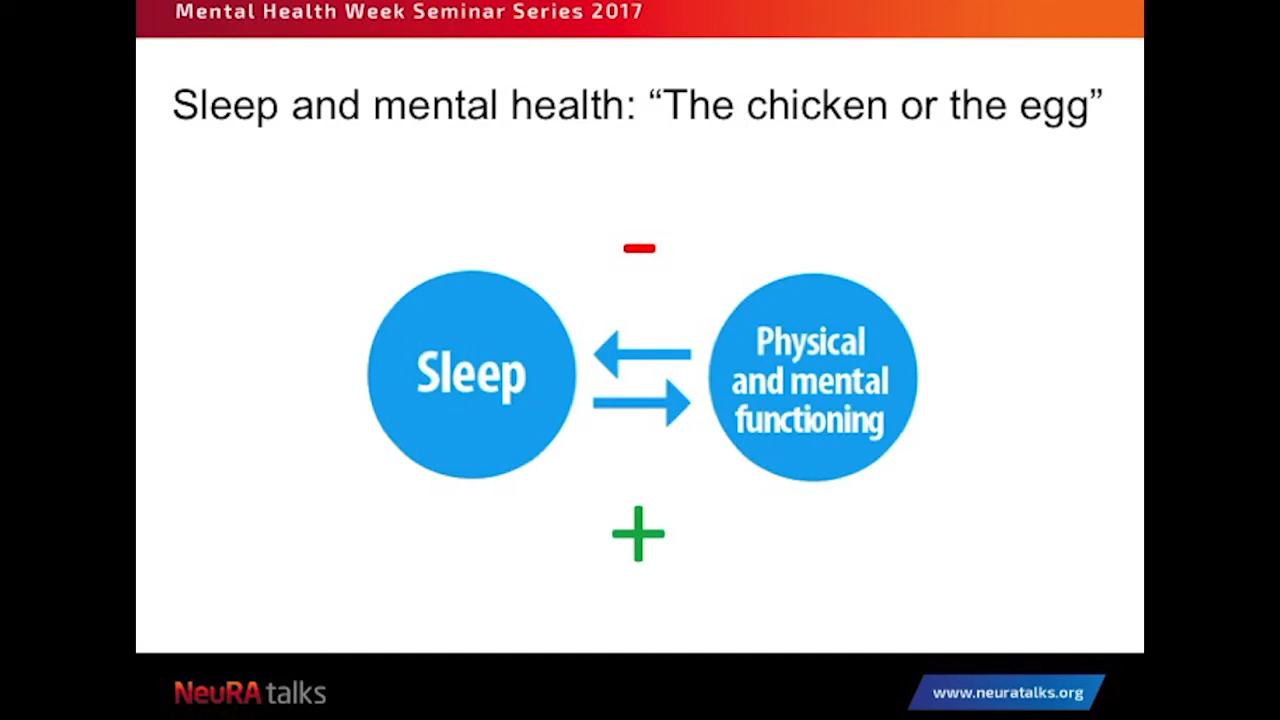 Mental Health Week Seminar Series 2017
Sleep and mental health: “The chicken or the egg”
-
Sleep
Physical
and mental
functioning
+
NeuRA talks
www.neuratalks.org